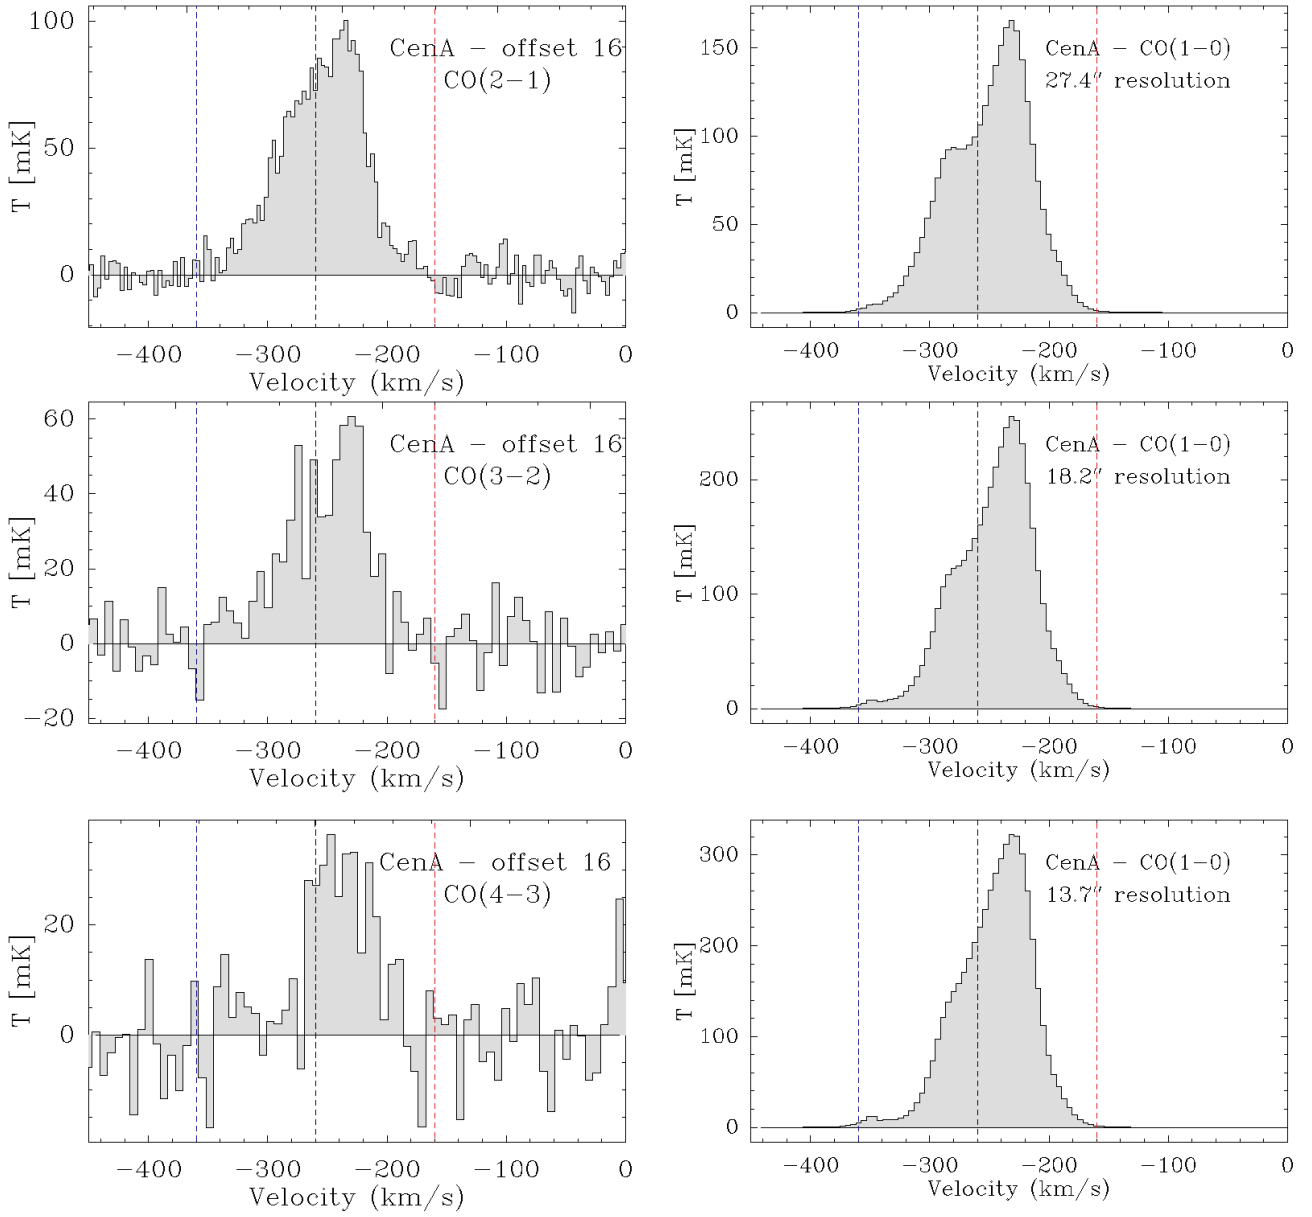 100
50
0
T [mK]
CenA – offset 16
CO(2–1)
−400 −300 −200 −100 0
Velocity (km/s)
150
100
50
0
T [mK]
CenA – CO(1–0)
27.4″ resolution
−400 −300 −200 −100 0
Velocity (km/s)
60
40
20
0
−20
T [mK]
CenA – offset 16
CO(3–2)
−400 −300 −200 −100 0
Velocity (km/s)
200
100
0
T [mK]
CenA – CO(1–0)
18.2″ resolution
−400 −300 −200 −100 0
Velocity (km/s)
20
0
T [mK]
CenA – offset 16
CO(4–3)
−400 −300 −200 −100 0
Velocity (km/s)
300
200
100
0
T [mK]
CenA – CO(1–0)
13.7″ resolution
−400 −300 −200 −100 0
Velocity (km/s)